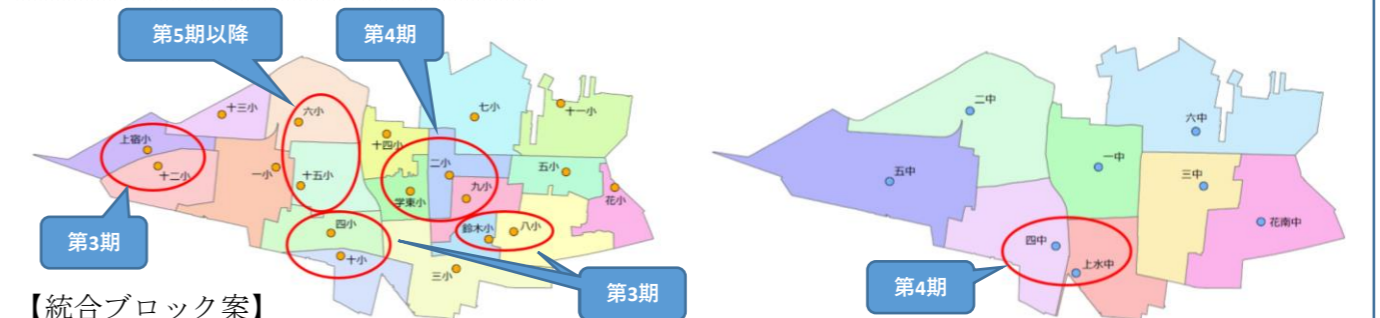 第5期以降
第4期
十三小
六小
七小
十一小
上宿小
十四小
十二小
一小
十五小
二小
五小
学東小
九小
花小
第3期
四小
鈴木小
八小
十小
三小
第3期
【統合ブロック案】
二中
六中
五中
一中
三中
四中
花南中
上水中
第4期